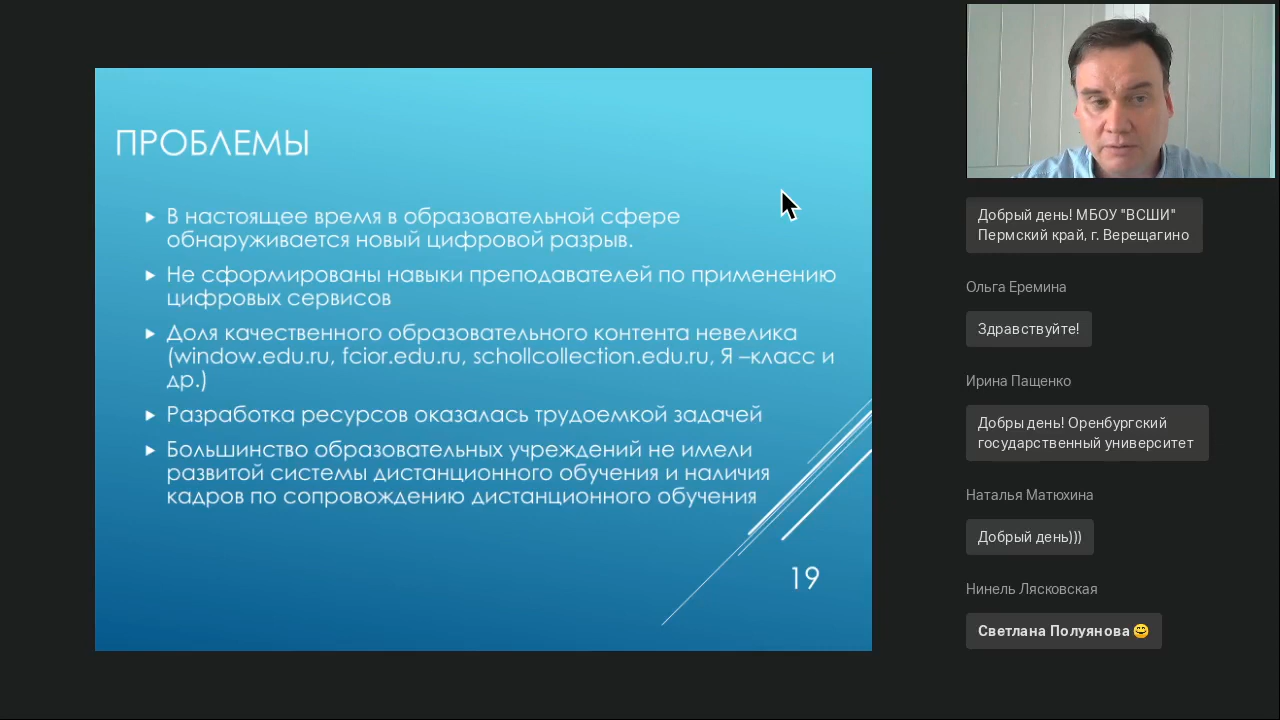 ПРОБЛЕМЫ
В настоящее время в образовательной сфере
обнаруживается новый цифровой разрыв.
Не сформированы навыки преподавателей по применению
цифровых сервисов
Доля качественного образовательного контента невелика
(window.edu.ru, fcior.edu.ru, schollcollection.edu.ru, Я –класс и
др.)
Разработка ресурсов оказалась трудоемкой задачей
Большинство образовательных учреждений не имели
развитой системы дистанционного обучения и наличия
кадров по сопровождению дистанционного обучения
19
Добрый день! МБОУ "ВСШИ"
Пермский край, г. Верещагино
Ольга Еремина
Здравствуйте!
Ирина Пащенко
Добры день! Оренбургский
государственный университет
Наталья Матюхина
Добрый день)))
Нинель Лясковская
Светлана Полуянова 😊